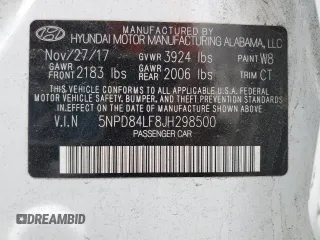 MANUFACTURED BY
HYUNDAI MOTOR MANUFACTURING ALABAMA, LLC
Nov/27/17 GVWR 3924 lbs PAINT W8
GAWR FRONT 2183 lbs GAWR REAR 2006 lbs TRIM CT
THIS VEHICLE CONFORMS TO ALL APPLICABLE U.S. FEDERAL
MOTOR VEHICLE SAFETY, BUMPER, AND THEFT PREVENTION
STANDARDS IN EFFECT ON THE DATE OF MANUFACTURE SHOWN ABOVE.
V.I.N 5NPD84LF8JH298500
PASSENGER CAR
DREAMBID